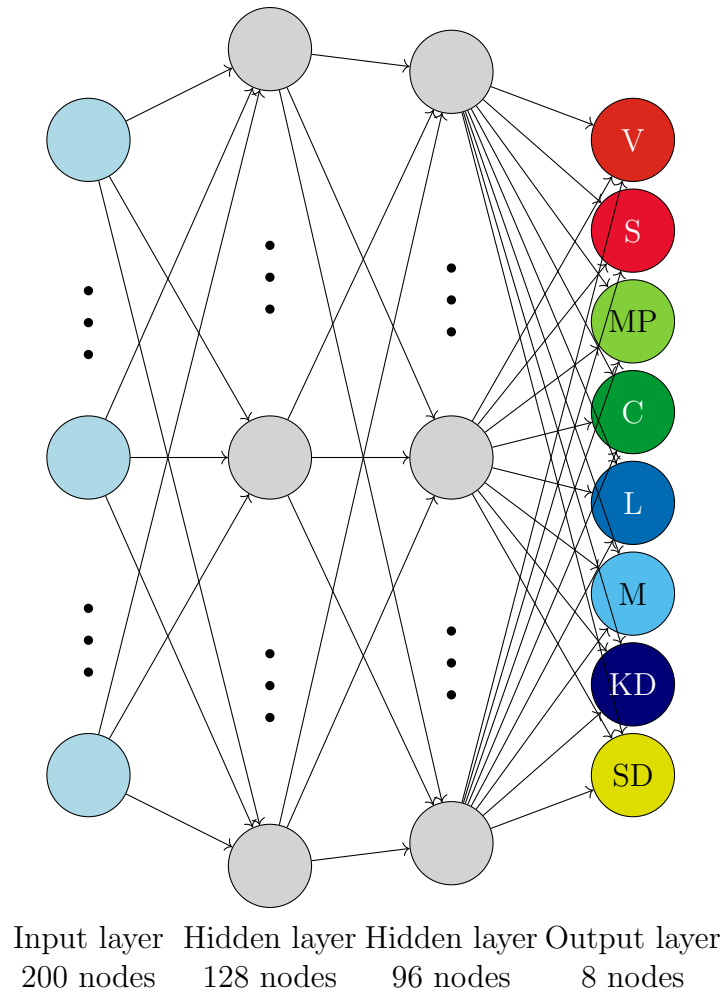 V
S
MP
C
L
M
KD
SD
Input layer Hidden layer Hidden layer Output layer
200 nodes 128 nodes 96 nodes 8 nodes